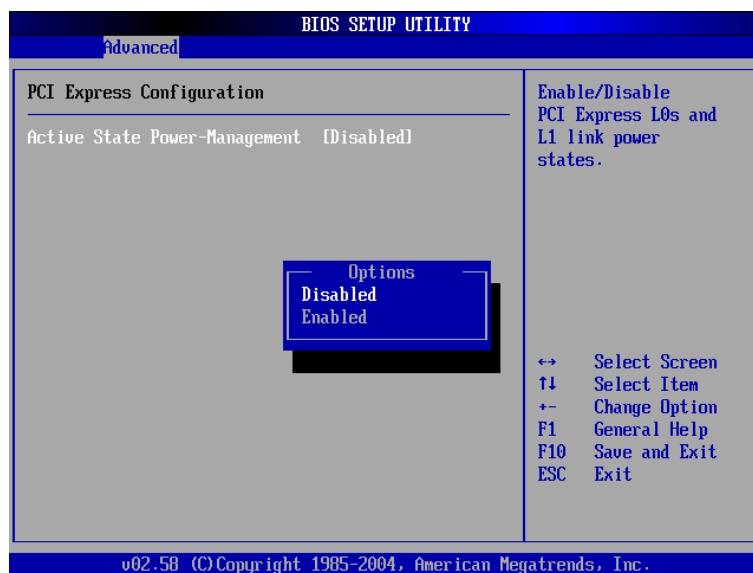 BIOS SETUP UTILITY
Advanced
PCI Express Configuration
Active State Power-Management [Disabled]
Options
Disabled
Enabled
Enable/Disable
PCI Express L0s and
L1 link power
states.
↔ Select Screen
↑↓ Select Item
+- Change Option
F1 General Help
F10 Save and Exit
ESC Exit
v02.58 (C)Copyright 1985-2004, American Megatrends, Inc.